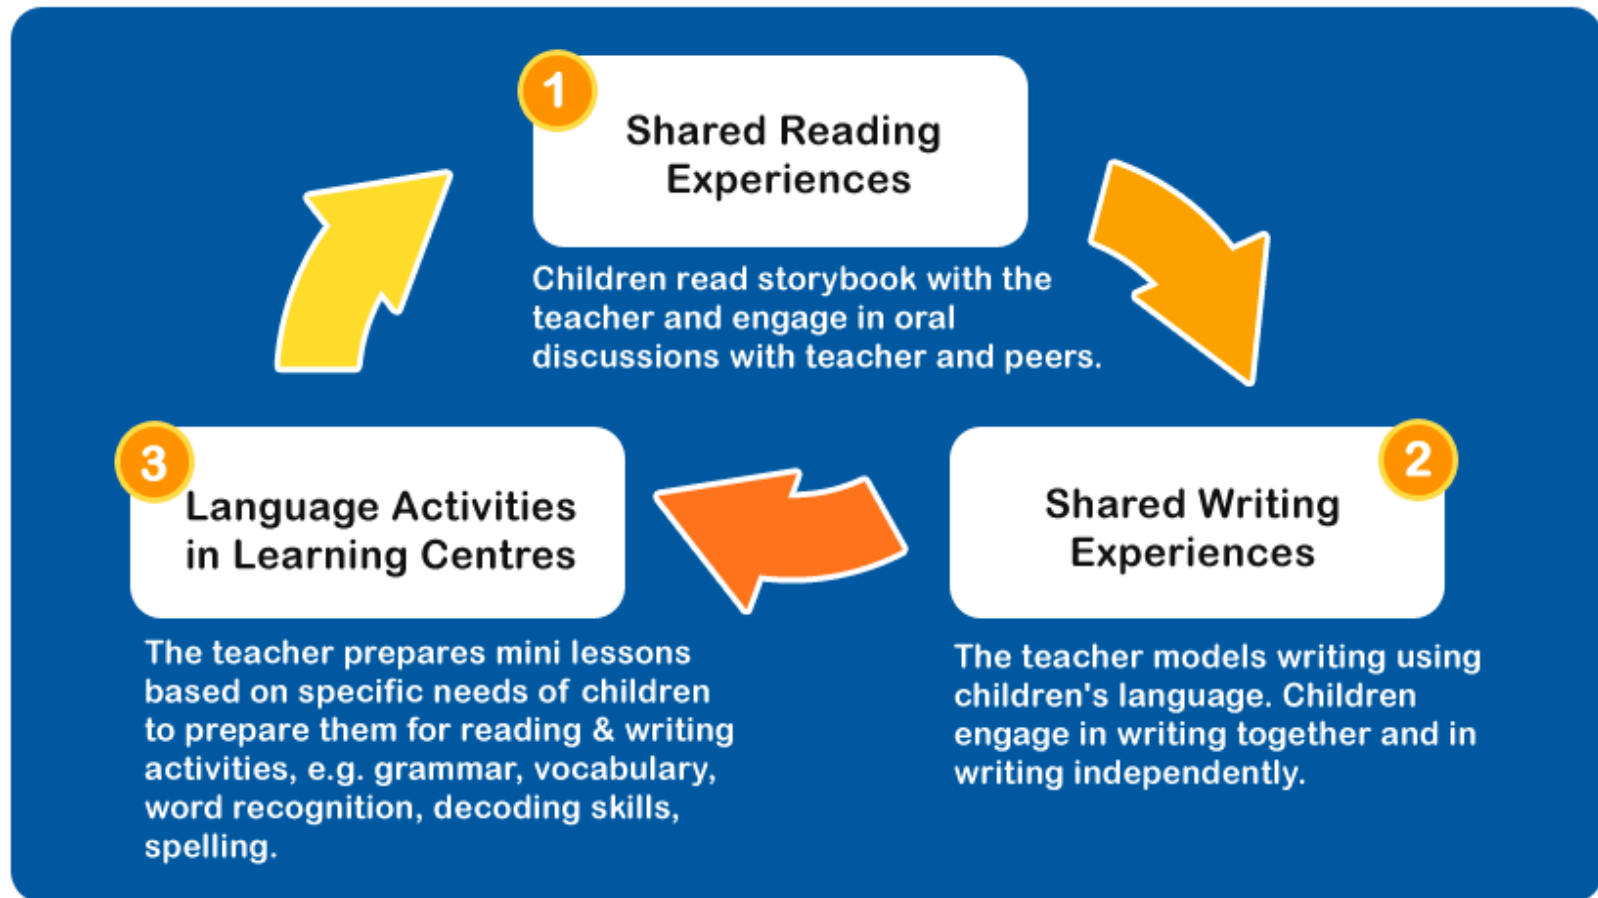 1
Shared Reading
Experiences
Children read storybook with the
teacher and engage in oral
discussions with teacher and peers.
2
Shared Writing
Experiences
The teacher models writing using
children's language. Children
engage in writing together and in
writing independently.
3
Language Activities
in Learning Centres
The teacher prepares mini lessons
based on specific needs of children
to prepare them for reading & writing
activities, e.g. grammar, vocabulary,
word recognition, decoding skills,
spelling.